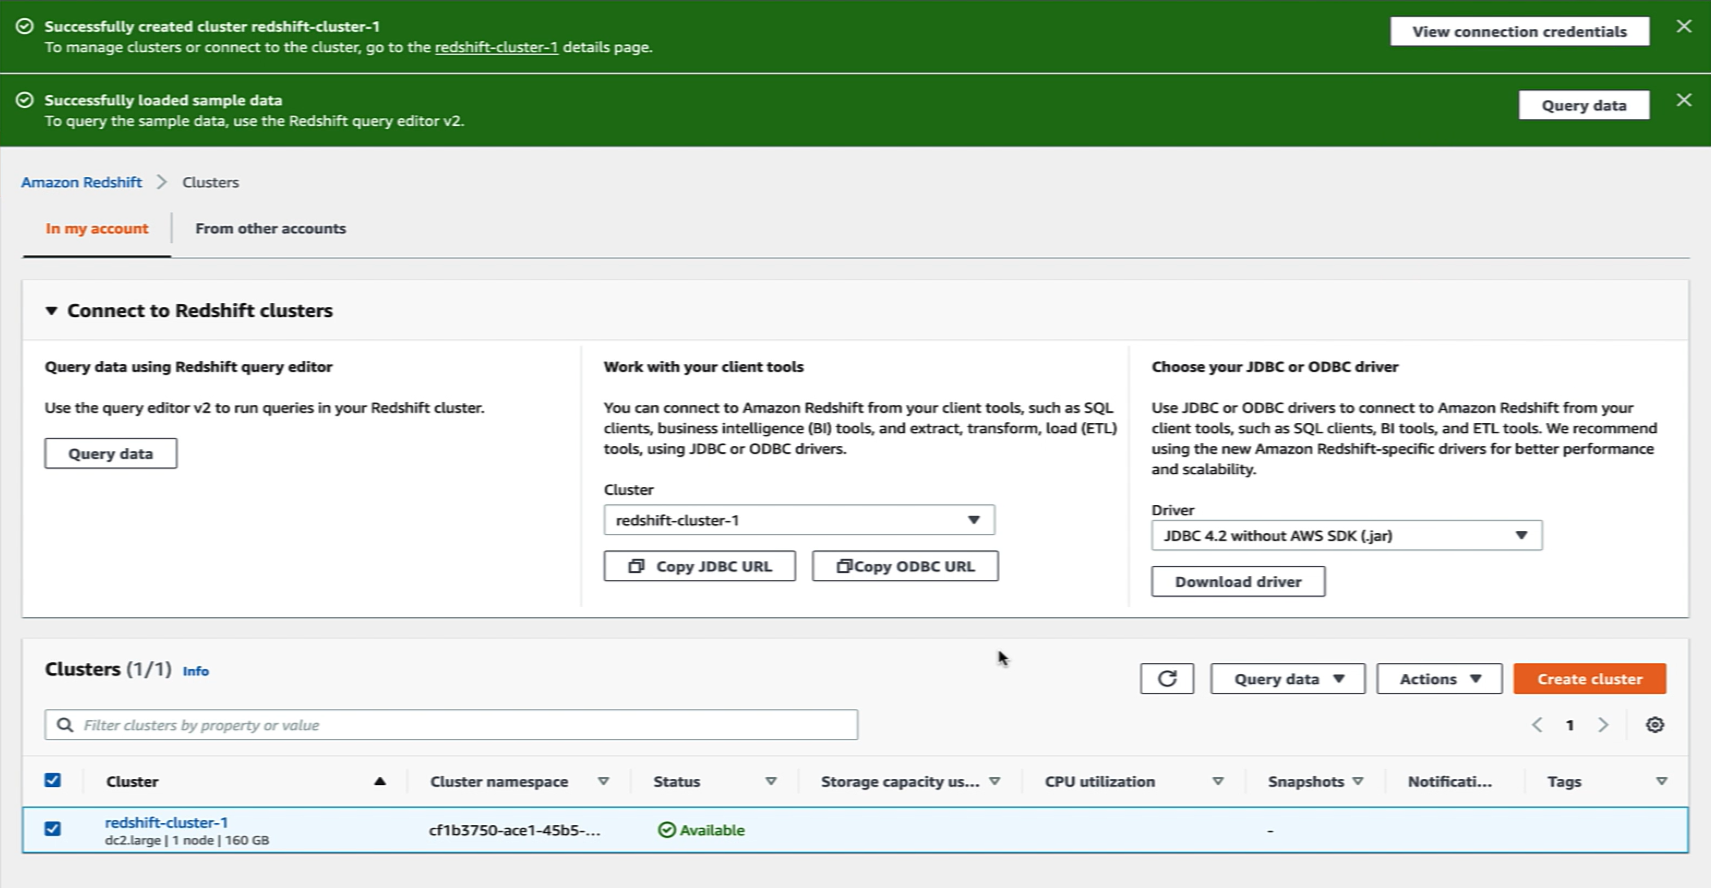 Successfully created cluster redshift-cluster-1
To manage clusters or connect to the cluster, go to the redshift-cluster-1 details page.
View connection credentials
Successfully loaded sample data
To query the sample data, use the Redshift query editor v2.
Query data
Amazon Redshift > Clusters
In my account
From other accounts
Connect to Redshift clusters
Query data using Redshift query editor
Use the query editor v2 to run queries in your Redshift cluster.
Query data
Work with your client tools
You can connect to Amazon Redshift from your client tools, such as SQL
clients, business intelligence (BI) tools, and extract, transform, load (ETL)
tools, using JDBC or ODBC drivers.
Cluster
redshift-cluster-1
Copy JDBC URL
Copy ODBC URL
Choose your JDBC or ODBC driver
Use JDBC or ODBC drivers to connect to Amazon Redshift from your
client tools, such as SQL clients, BI tools, and ETL tools. We recommend
using the new Amazon Redshift-specific drivers for better performance
and scalability.
Driver
JDBC 4.2 without AWS SDK (.jar)
Download driver
Clusters (1/1) Info
Query data
Actions
Create cluster
Filter clusters by property or value
1
Cluster
Cluster namespace
Status
Storage capacity us...
CPU utilization
Snapshots
Notificati...
Tags
redshift-cluster-1
dc2.large | 1 node | 160 GB
cf1b3750-ace1-45b5-...
Available
-